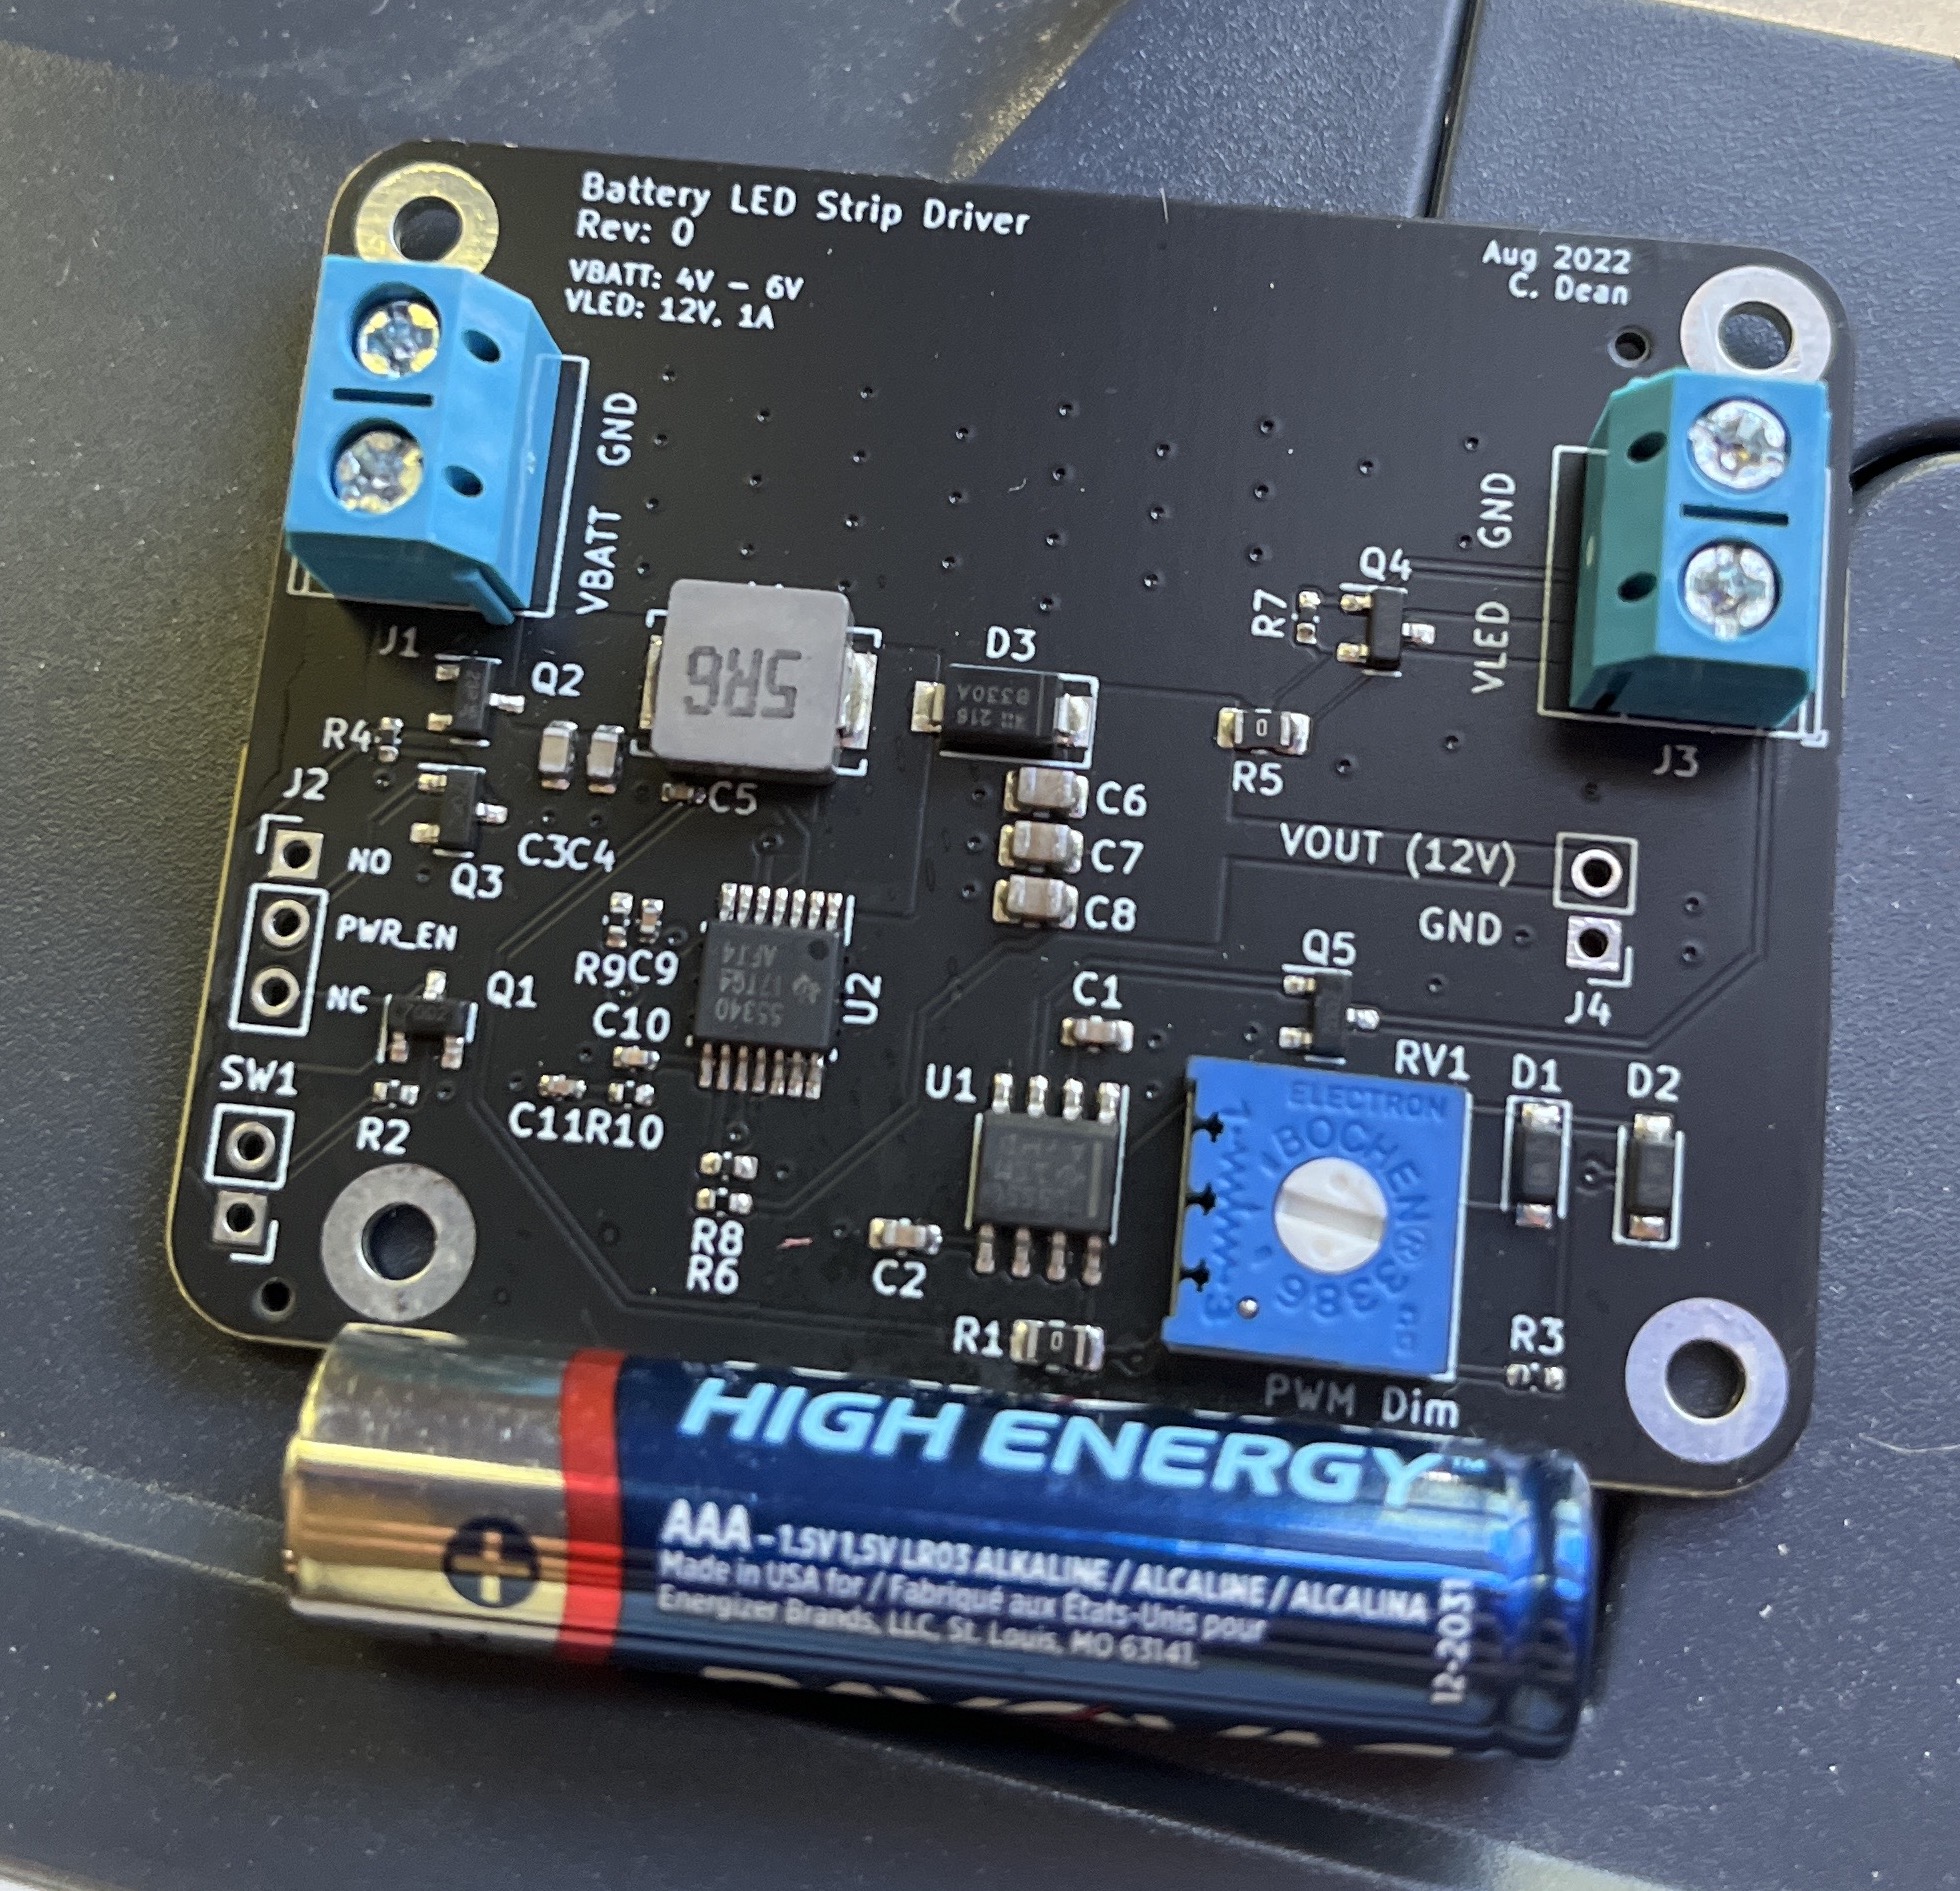 Battery LED Strip Driver
Rev: 0
VBATT: 4V - 6V
VLED: 12V, 1A
Aug 2022
C. Dean
GND
VBATT
J1
Q2
R4
J2
NO
Q3
C3C4
PWR_EN
NC
Q1
SW1
R2
5R6
C5
D3
B330A
C6
C7
C8
R9C9
C10
C11R10
U2
55340
17TG4
AFT4
R8
R6
R7
Q4
R5
GND
VLED
J3
VOUT (12V)
GND
J4
Q5
C1
U1
C2
R1
RV1
D1
D2
ELECTRON
BOCHEN®
3386
1
3
R3
PWM Dim
HIGH ENERGY™
AAA - 1.5V 1,5V LR03 ALKALINE / ALCALINE / ALCALINA
Made in USA for / Fabriqué aux États-Unis pour
Energizer Brands, LLC, St. Louis, MO 63141.
12-2031